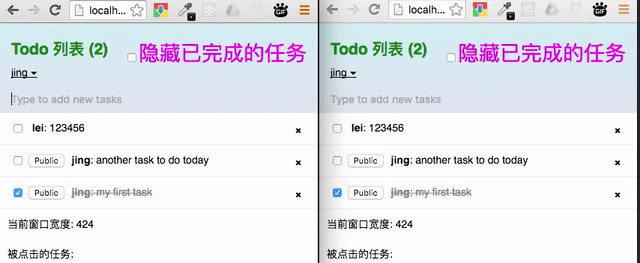 localh...
Todo 列表 (2)
隐藏已完成的任务
jing
Type to add new tasks
lei: 123456
×
Public
jing: another task to do today
×
Public
jing: my first task
×
当前窗口宽度: 424
被点击的任务:
localh...
GIF
Todo 列表 (2)
隐藏已完成的任务
jing
Type to add new tasks
lei: 123456
×
Public
jing: another task to do today
×
Public
jing: my first task
×
当前窗口宽度: 424
被点击的任务: